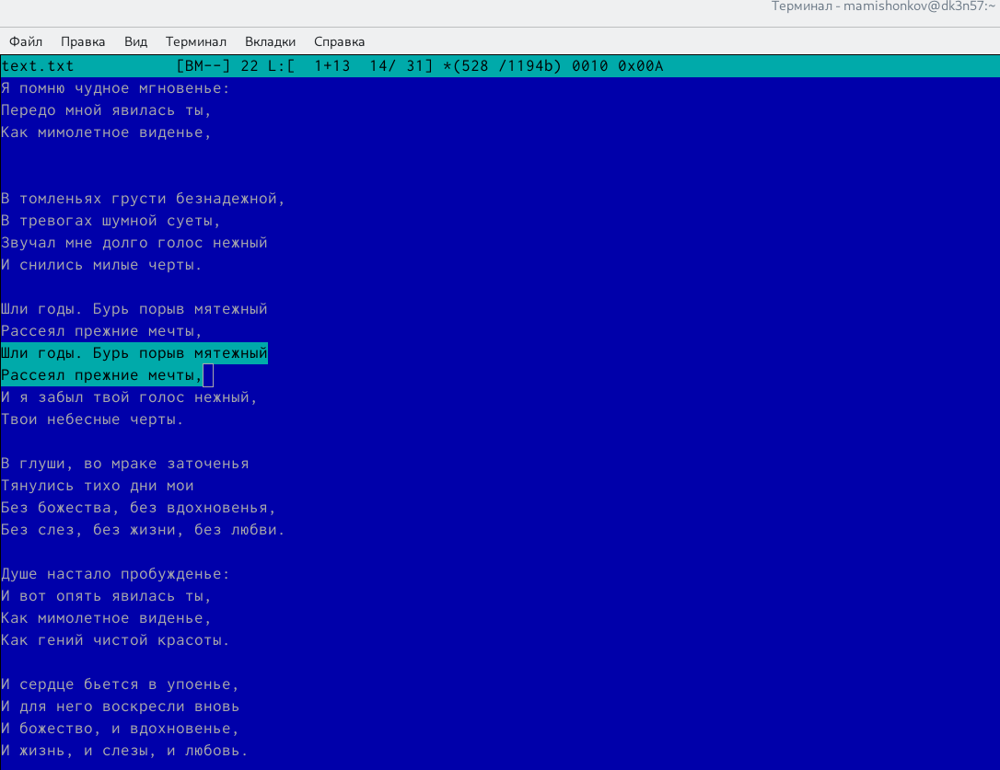 Терминал - mamishonkov@dk3n57:~
Файл Правка Вид Терминал Вкладки Справка
text.txt [BM--] 22 L:[ 1+13 14/ 31] *(528 /1194b) 0010 0x00A
Я помню чудное мгновенье:
Передо мной явилась ты,
Как мимолетное виденье,
В томленьях грусти безнадежной,
В тревогах шумной суеты,
Звучал мне долго голос нежный
И снились милые черты.
Шли годы. Бурь порыв мятежный
Рассеял прежние мечты,
Шли годы. Бурь порыв мятежный
Рассеял прежние мечты,
И я забыл твой голос нежный,
Твои небесные черты.
В глуши, во мраке заточенья
Тянулись тихо дни мои
Без божества, без вдохновенья,
Без слез, без жизни, без любви.
Душе настало пробужденье:
И вот опять явилась ты,
Как мимолетное виденье,
Как гений чистой красоты.
И сердце бьется в упоенье,
И для него воскресли вновь
И божество, и вдохновенье,
И жизнь, и слезы, и любовь.